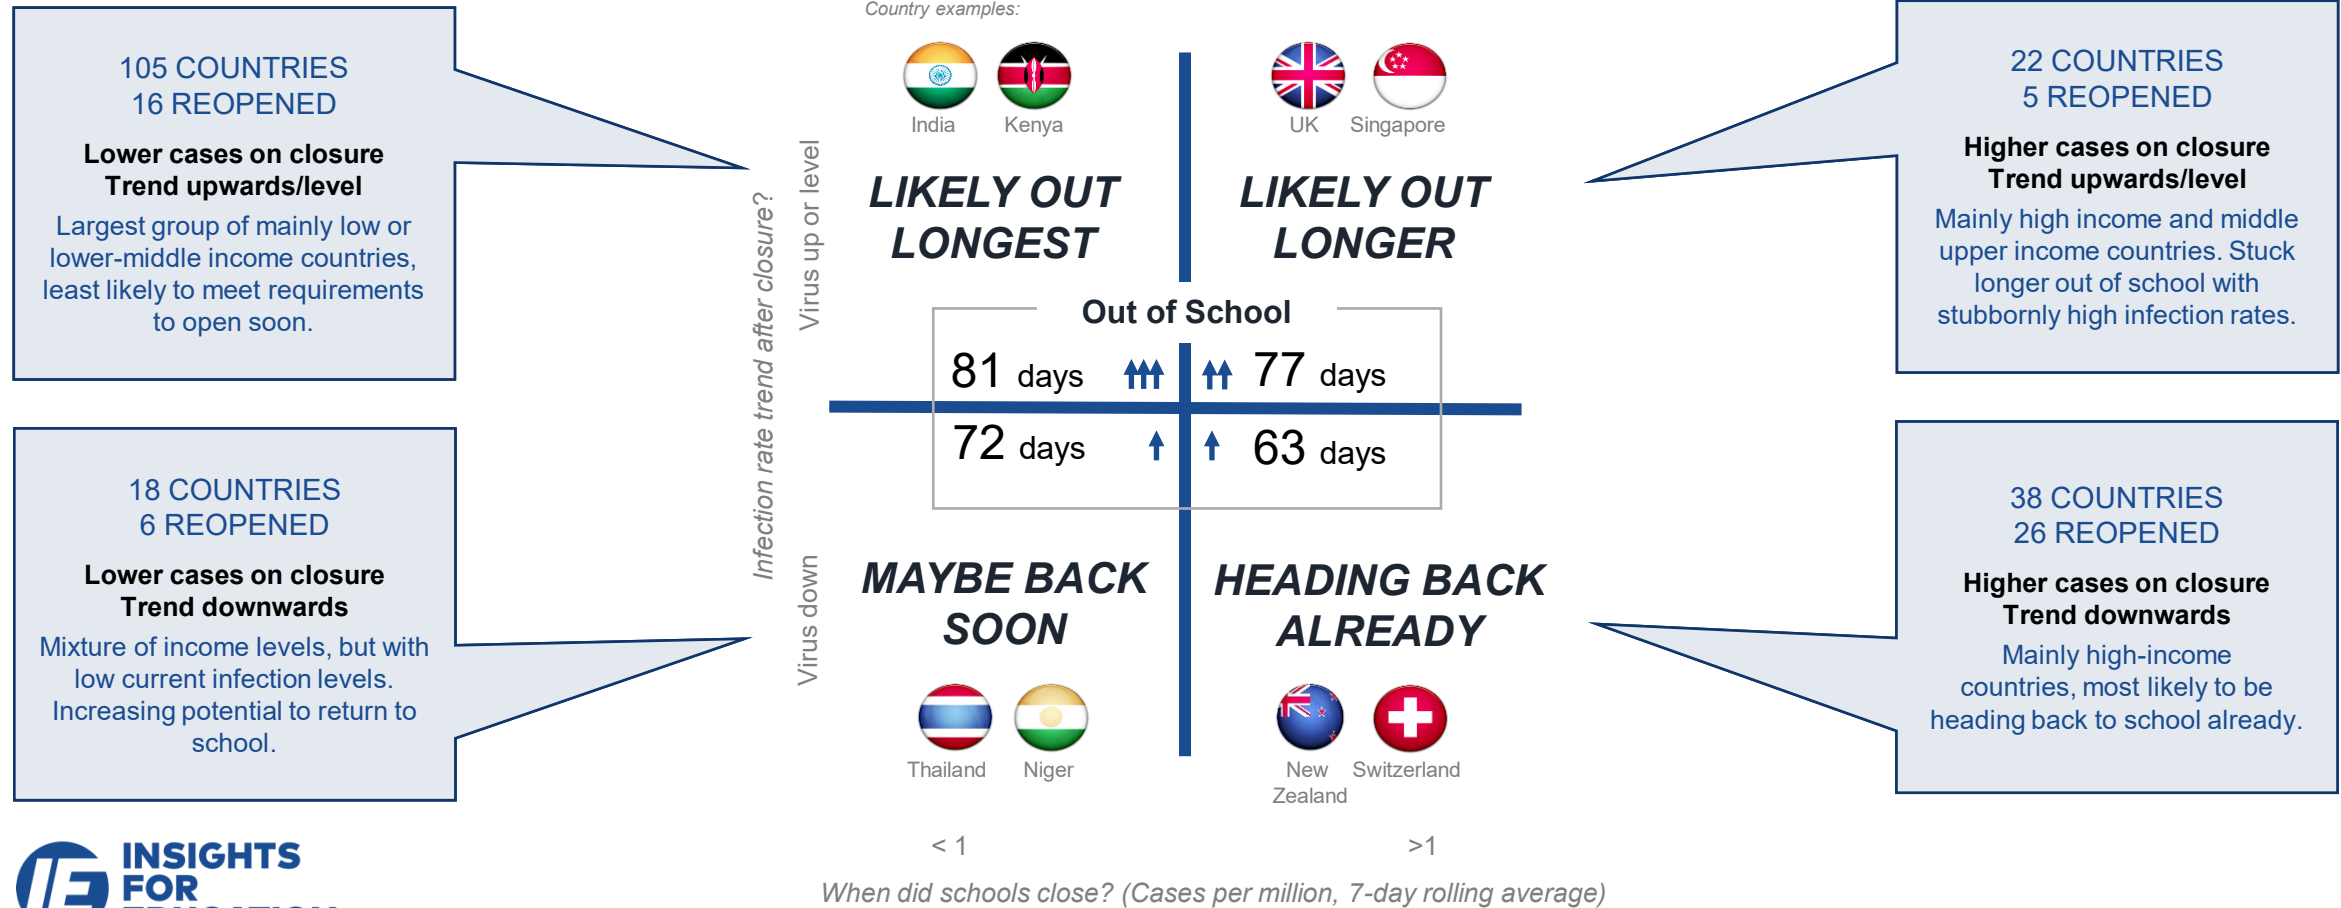 Country examples:
105 COUNTRIES
16 REOPENED
Lower cases on closure
Trend upwards/level
Largest group of mainly low or
lower-middle income countries,
least likely to meet requirements
to open soon.
India
Kenya
UK
Singapore
LIKELY OUT
LONGEST
LIKELY OUT
LONGER
22 COUNTRIES
5 REOPENED
Higher cases on closure
Trend upwards/level
Mainly high income and middle
upper income countries. Stuck
longer out of school with
stubbornly high infection rates.
Infection rate trend after closure?
Virus up or level
Virus down
Out of School
81 days
77 days
72 days
63 days
18 COUNTRIES
6 REOPENED
Lower cases on closure
Trend downwards
Mixture of income levels, but with
low current infection levels.
Increasing potential to return to
school.
MAYBE BACK
SOON
HEADING BACK
ALREADY
Thailand
Niger
New
Zealand
Switzerland
38 COUNTRIES
26 REOPENED
Higher cases on closure
Trend downwards
Mainly high-income
countries, most likely to be
heading back to school already.
< 1
>1
When did schools close? (Cases per million, 7-day rolling average)
INSIGHTS
FOR
EDUCATION